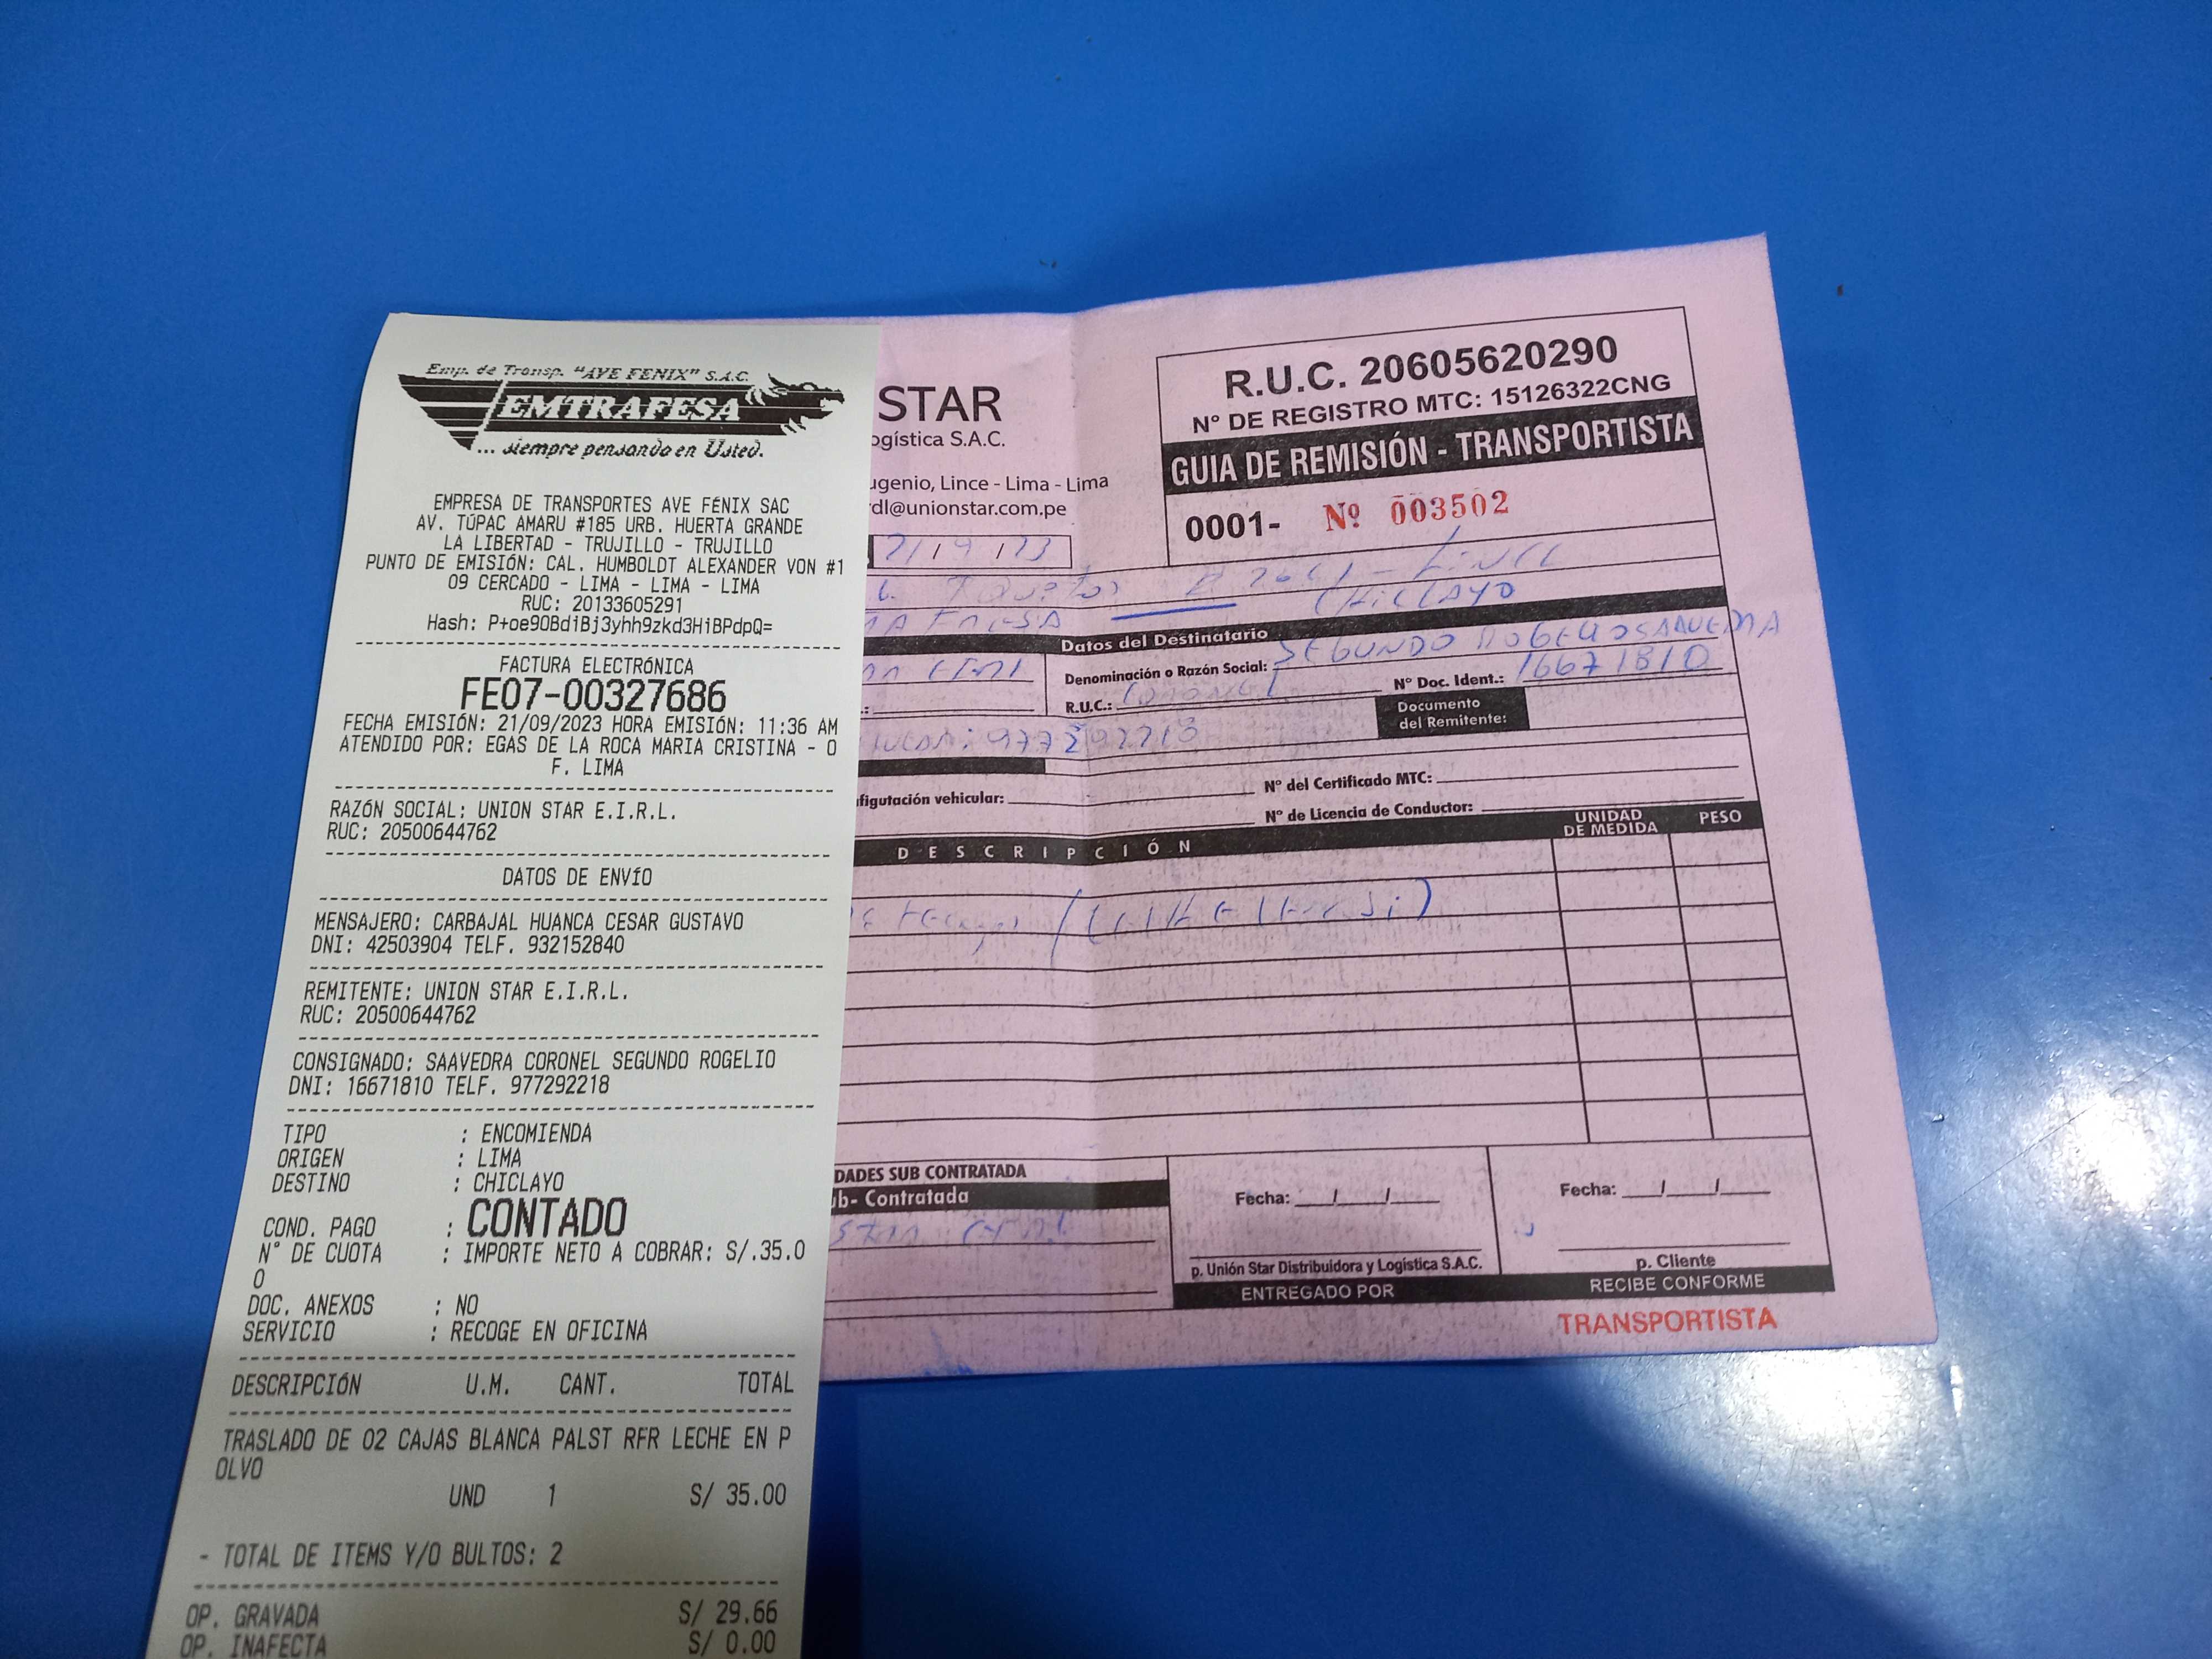 Emp. de Transp. "AVE FENIX" S.A.C.
EMTRAFESA
... siempre pensando en Usted.
EMPRESA DE TRANSPORTES AVE FÉNIX SAC
AV. TÚPAC AMARU #185 URB. HUERTA GRANDE
LA LIBERTAD - TRUJILLO - TRUJILLO
PUNTO DE EMISIÓN: CAL. HUMBOLDT ALEXANDER VON #1
09 CERCADO - LIMA - LIMA - LIMA
RUC: 20133605291
Hash: P+oe90BdiBj3yhh9zkd3HiBPdpQ=
FACTURA ELECTRÓNICA
FE07-00327686
FECHA EMISIÓN: 21/09/2023 HORA EMISIÓN: 11:36 AM
ATENDIDO POR: EGAS DE LA ROCA MARIA CRISTINA - O
F. LIMA
RAZÓN SOCIAL: UNION STAR E.I.R.L.
RUC: 20500644762
DATOS DE ENVÍO
MENSAJERO: CARBAJAL HUANCA CESAR GUSTAVO
DNI: 42503904 TELF. 932152840
REMITENTE: UNION STAR E.I.R.L.
RUC: 20500644762
CONSIGNADO: SAAVEDRA CORONEL SEGUNDO ROGELIO
DNI: 16671810 TELF. 977292218
TIPO : ENCOMIENDA
ORIGEN : LIMA
DESTINO : CHICLAYO
COND. PAGO : CONTADO
N° DE CUOTA : IMPORTE NETO A COBRAR: S/.35.0
0
DOC. ANEXOS : NO
SERVICIO : RECOGE EN OFICINA
DESCRIPCIÓN U.M. CANT. TOTAL
TRASLADO DE 02 CAJAS BLANCA PALST RFR LECHE EN P
OLVO
UND 1 S/ 35.00
- TOTAL DE ITEMS Y/O BULTOS: 2
OP. GRAVADA S/ 29.66
OP. INAFECTA S/ 0.00
STAR
ogística S.A.C.
ugenio, Lince - Lima - Lima
rdl@unionstar.com.pe
R.U.C. 20605620290
N° DE REGISTRO MTC: 15126322CNG
GUIA DE REMISIÓN - TRANSPORTISTA
0001- Nº 003502
LINCE
CHICLAYO
Datos del Destinatario
Denominación o Razón Social: SEGUNDO
R.U.C.: N° Doc. Ident.: 16671810
Documento
del Remitente:
figutación vehicular:
N° del Certificado MTC:
N° de Licencia de Conductor:
DESCRIPCIÓN UNIDAD DE MEDIDA PESO
DADES SUB CONTRATADA
ub- Contratada
Fecha: __/__/__
p. Unión Star Distribuidora y Logística S.A.C.
ENTREGADO POR
Fecha: __/__/__
p. Cliente
RECIBE CONFORME
TRANSPORTISTA